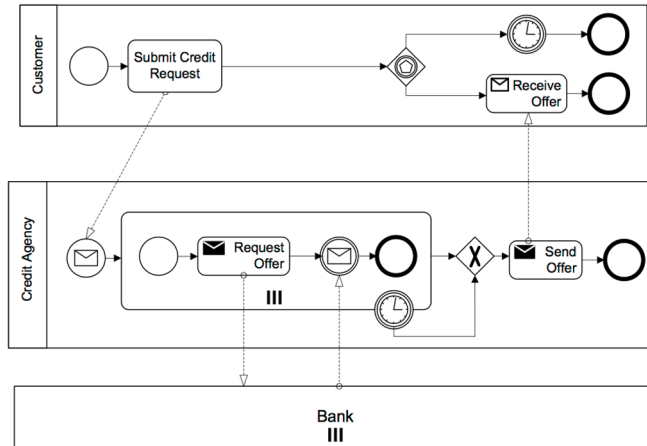 Customer
Submit Credit
Request
Receive
Offer
Credit Agency
Request
Offer
Send
Offer
Bank